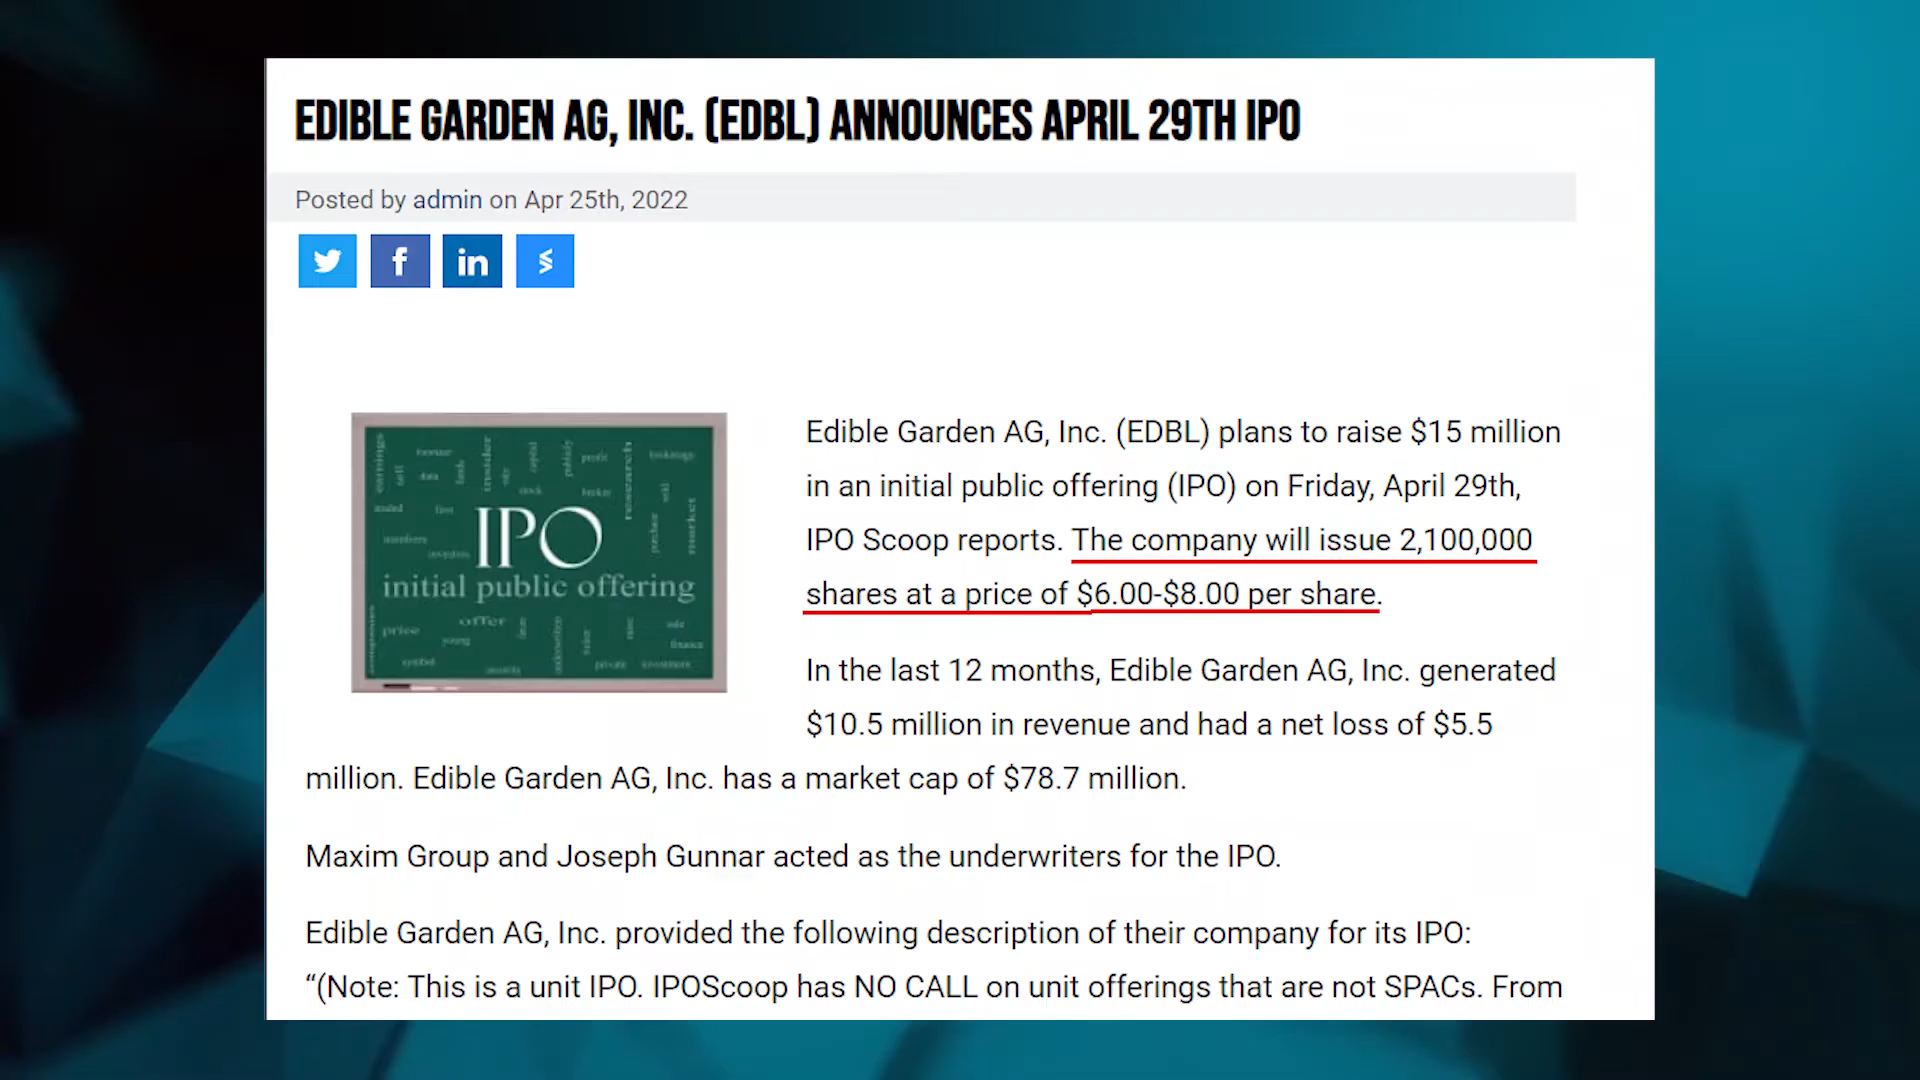 EDIBLE GARDEN AG, INC. (EDBL) ANNOUNCES APRIL 29TH IPO
Posted by admin on Apr 25th, 2022
Edible Garden AG, Inc. (EDBL) plans to raise $15 million
in an initial public offering (IPO) on Friday, April 29th,
IPO Scoop reports. The company will issue 2,100,000
shares at a price of $6.00-$8.00 per share.
IPO
initial public offering
offer
price
In the last 12 months, Edible Garden AG, Inc. generated
$10.5 million in revenue and had a net loss of $5.5
million. Edible Garden AG, Inc. has a market cap of $78.7 million.
Maxim Group and Joseph Gunnar acted as the underwriters for the IPO.
Edible Garden AG, Inc. provided the following description of their company for its IPO:
“(Note: This is a unit IPO. IPOScoop has NO CALL on unit offerings that are not SPACs. From